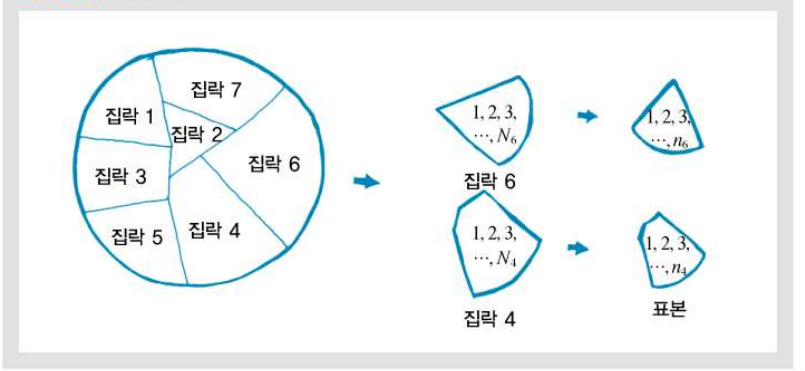 집락 1
집락 7
집락 2
집락 3
집락 6
집락 5
집락 4
1, 2, 3,
…, N₆
집락 6
1, 2, 3,
…, n₆
1, 2, 3,
…, N₄
집락 4
1, 2, 3,
…, n₄
표본